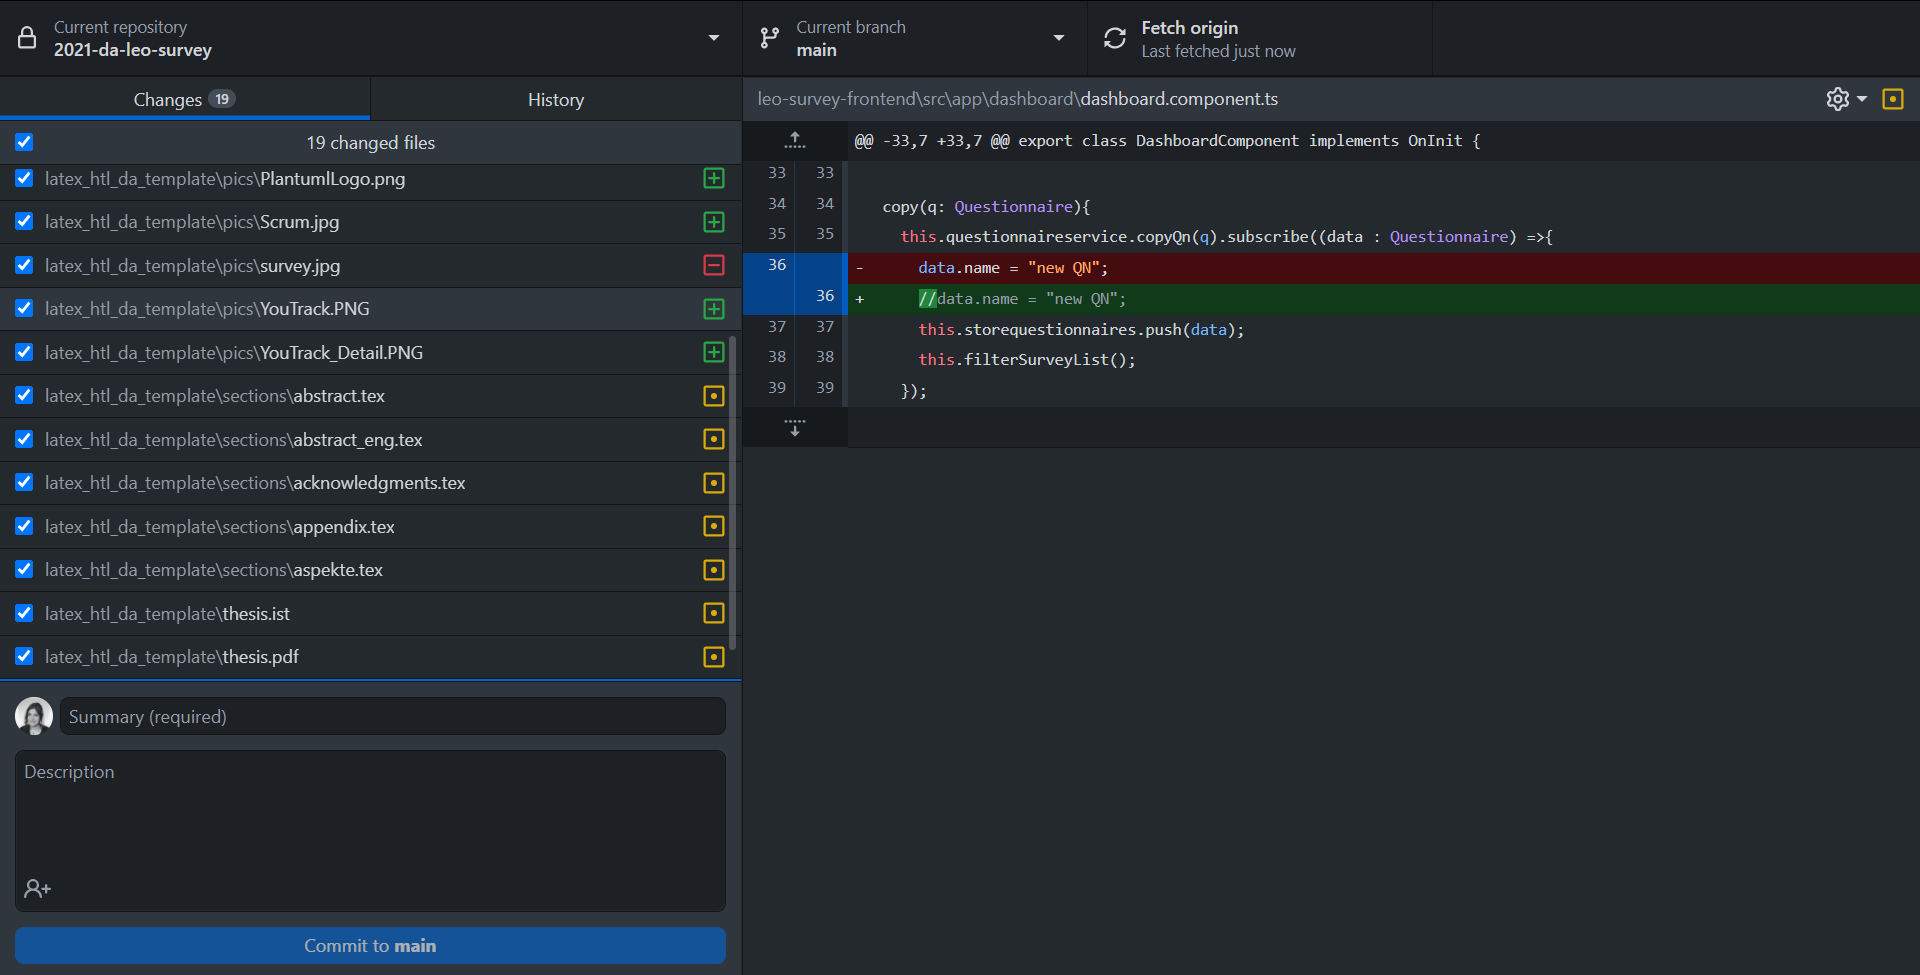 Current repository
2021-da-leo-survey
Current branch
main
Fetch origin
Last fetched just now
Changes 19
History
19 changed files
latex_htl_da_template\pics\PlantumlLogo.png
latex_htl_da_template\pics\Scrum.jpg
latex_htl_da_template\pics\survey.jpg
latex_htl_da_template\pics\YouTrack.PNG
latex_htl_da_template\pics\YouTrack_Detail.PNG
latex_htl_da_template\sections\abstract.tex
latex_htl_da_template\sections\abstract_eng.tex
latex_htl_da_template\sections\acknowledgments.tex
latex_htl_da_template\sections\appendix.tex
latex_htl_da_template\sections\aspekte.tex
latex_htl_da_template\thesis.ist
latex_htl_da_template\thesis.pdf
Summary (required)
Description
Commit to main
leo-survey-frontend\src\app\dashboard\dashboard.component.ts
@@ -33,7 +33,7 @@ export class DashboardComponent implements OnInit {
33 33
34 34 copy(q: Questionnaire){
35 35 this.questionnaireservice.copyQn(q).subscribe((data : Questionnaire) =>{
36 - data.name = "new QN";
36 + //data.name = "new QN";
37 37 this.storequestionnaires.push(data);
38 38 this.filterSurveyList();
39 39 });